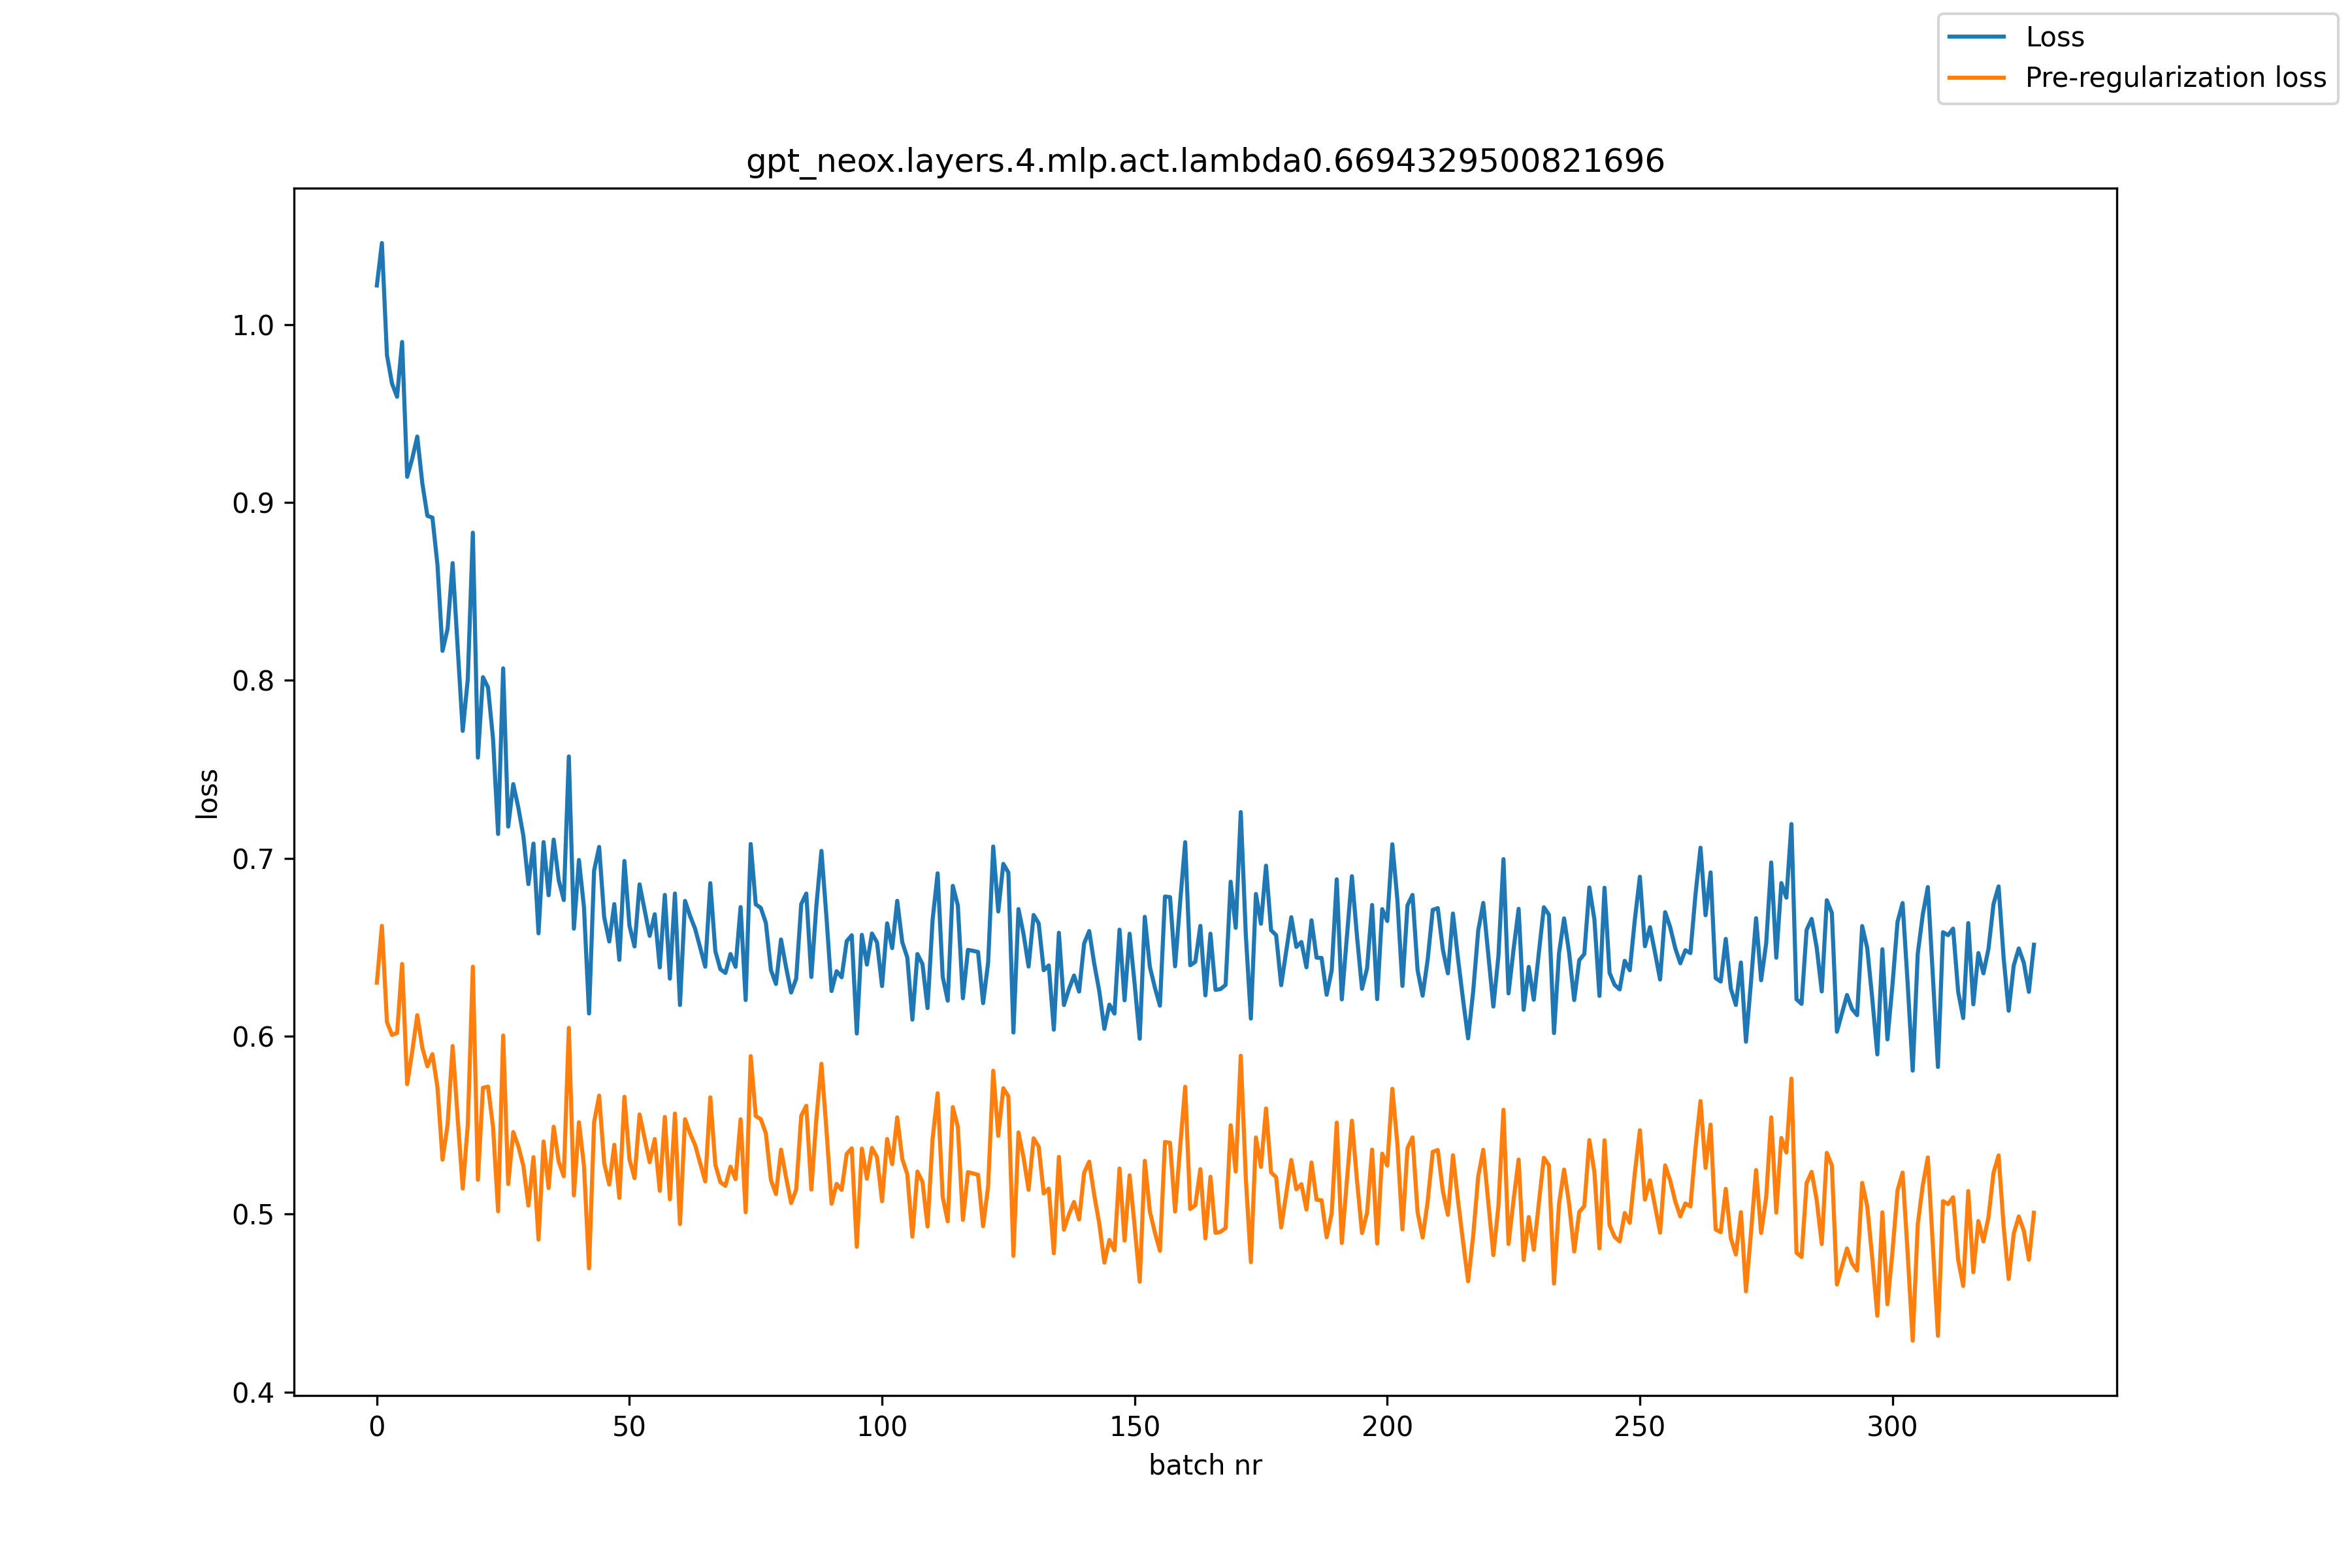 Loss
Pre-regularization loss
gpt_neox.layers.4.mlp.act.lambda0.6694329500821696
1.0
0.9
0.8
0.7
0.6
0.5
0.4
loss
0 50 100 150 200 250 300
batch nr